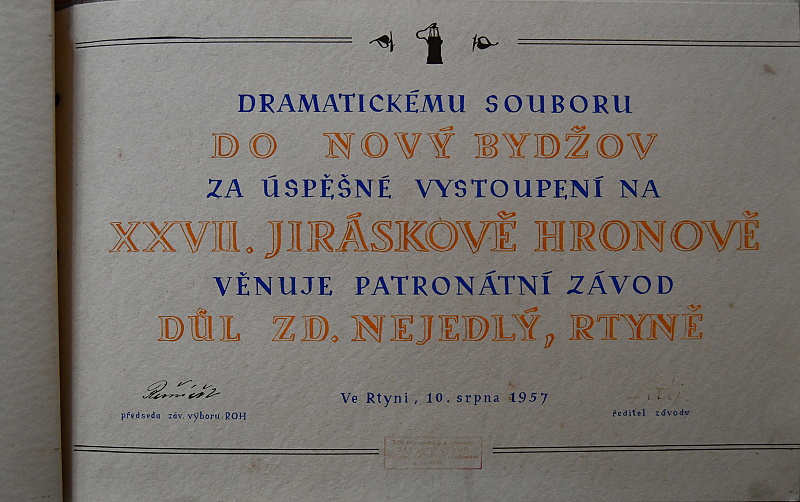 DRAMATICKÉMU SOUBORU
DO NOVÝ BYDŽOV
ZA ÚSPĚŠNÉ VYSTOUPENÍ NA
XXVII. JIRÁSKOVĚ HRONOVĚ
VĚNUJE PATRONÁTNÍ ZÁVOD
DŮL ZD. NEJEDLÝ, RTYNĚ
Ve Rtyni, 10. srpna 1957
předseda záv. výboru ROH
ředitel závodu
ROH